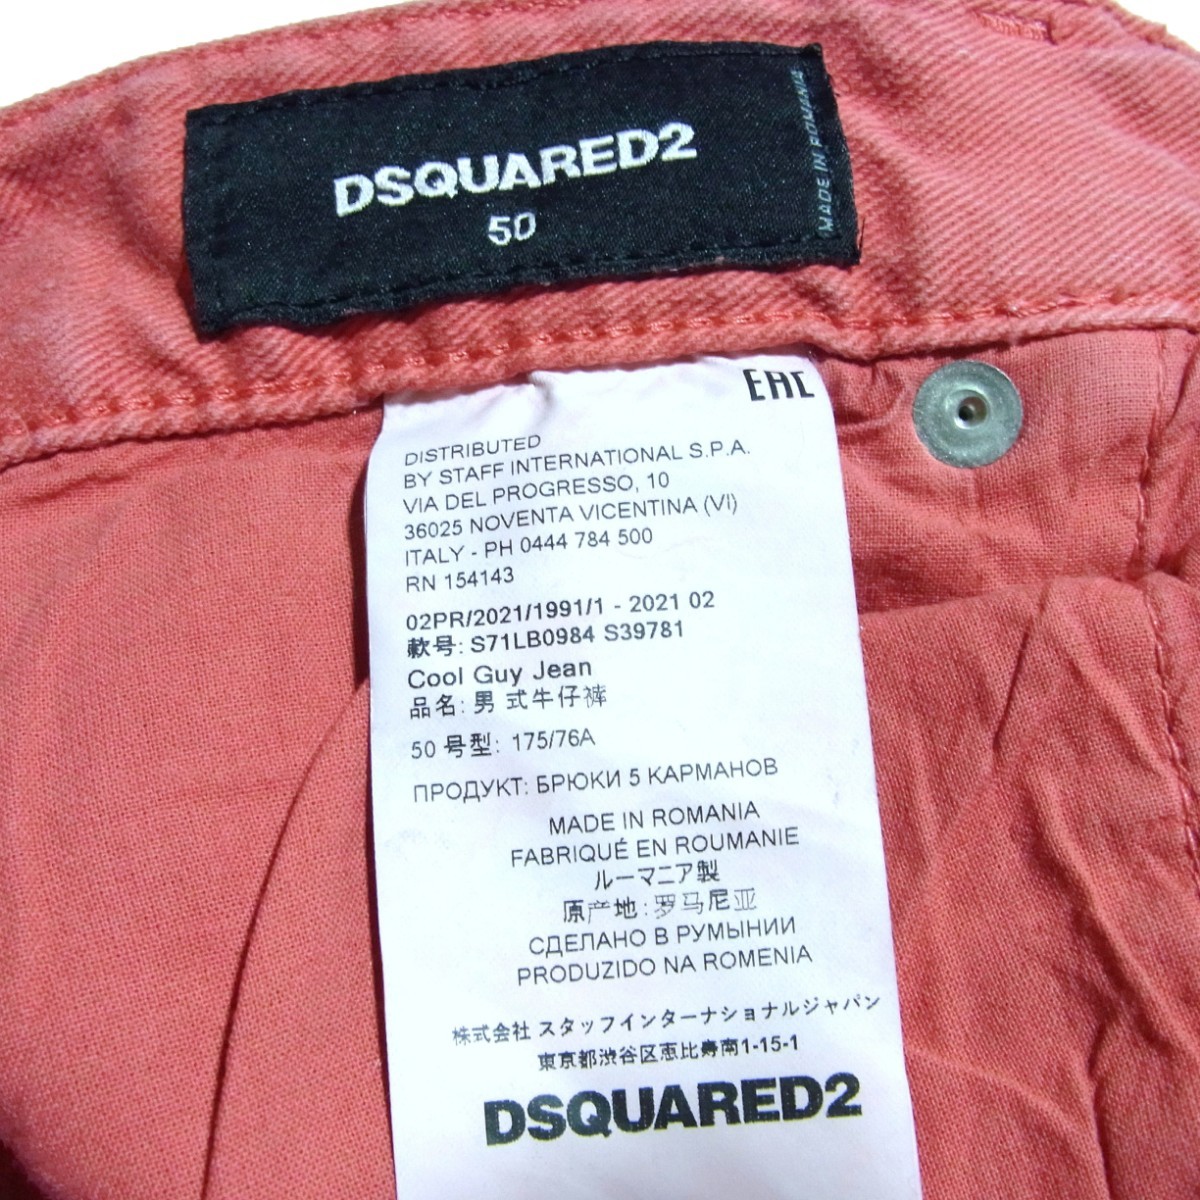 DSQUARED2
50
MADE IN ROMANIA
EAC
DISTRIBUTED
BY STAFF INTERNATIONAL S.P.A.
VIA DEL PROGRESSO, 10
36025 NOVENTA VICENTINA (VI)
ITALY - PH 0444 784 500
RN 154143
02PR/2021/1991/1 - 2021 02
款号: S71LB0984 S39781
Cool Guy Jean
品名: 男 式牛仔裤
50 号型: 175/76A
ПРОДУКТ: БРЮКИ 5 КАРМАНОВ
MADE IN ROMANIA
FABRIQUÉ EN ROUMANIE
ルーマニア製
原产地: 罗马尼亚
СДЕЛАНО В РУМЫНИИ
PRODUZIDO NA ROMENIA
株式会社 スタッフインターナショナルジャパン
東京都渋谷区恵比寿南1-15-1
DSQUARED2